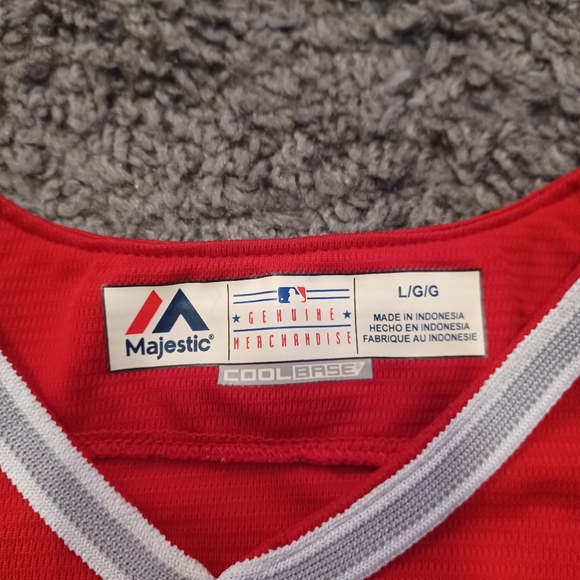 Majestic®
GENUINE
MERCHANDISE
L/G/G
MADE IN INDONESIA
HECHO EN INDONESIA
FABRIQUE AU INDONESIE
COOLBASE®